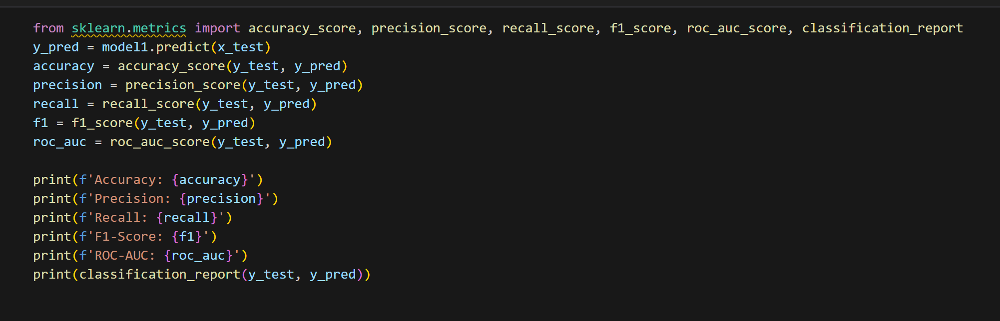 from sklearn.metrics import accuracy_score, precision_score, recall_score, f1_score, roc_auc_score, classification_report
y_pred = model1.predict(x_test)
accuracy = accuracy_score(y_test, y_pred)
precision = precision_score(y_test, y_pred)
recall = recall_score(y_test, y_pred)
f1 = f1_score(y_test, y_pred)
roc_auc = roc_auc_score(y_test, y_pred)
print(f'Accuracy: {accuracy}')
print(f'Precision: {precision}')
print(f'Recall: {recall}')
print(f'F1-Score: {f1}')
print(f'ROC-AUC: {roc_auc}')
print(classification_report(y_test, y_pred))